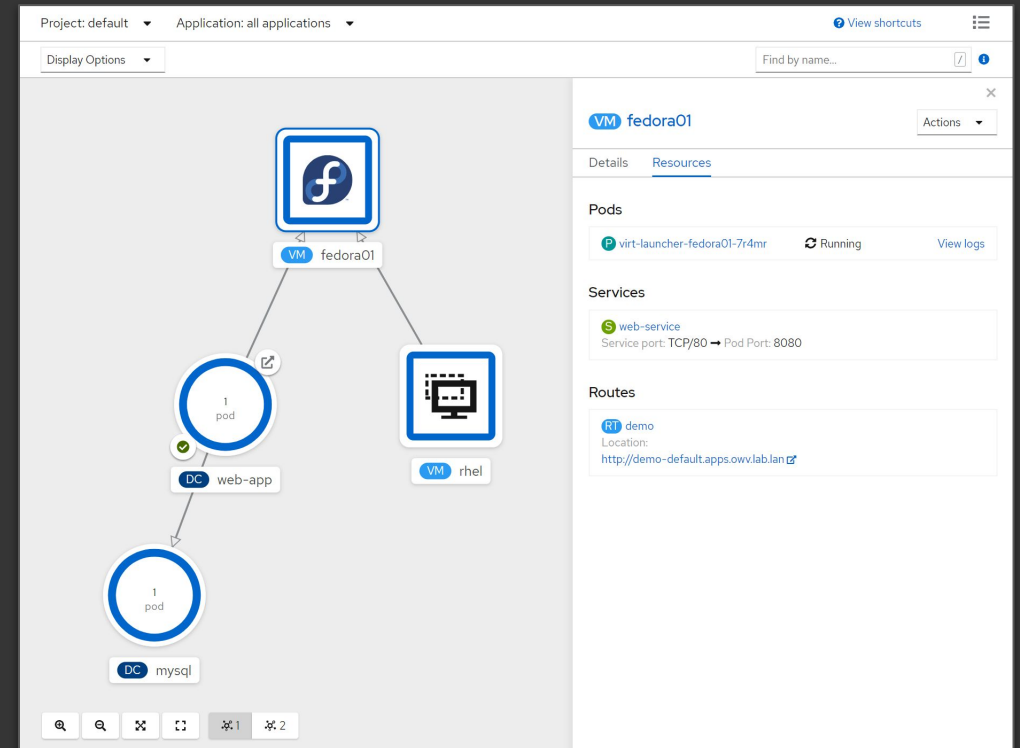 Project: default
Application: all applications
View shortcuts
Display Options
Find by name...
/
VM fedora01
Actions
Details
Resources
Pods
P virt-launcher-fedora01-7r4mr
Running
View logs
Services
S web-service
Service port: TCP/80 → Pod Port: 8080
Routes
RT demo
Location:
http://demo-default.apps.owv.lab.lan
VM fedora01
1
pod
DC web-app
VM rhel
1
pod
DC mysql
1
2